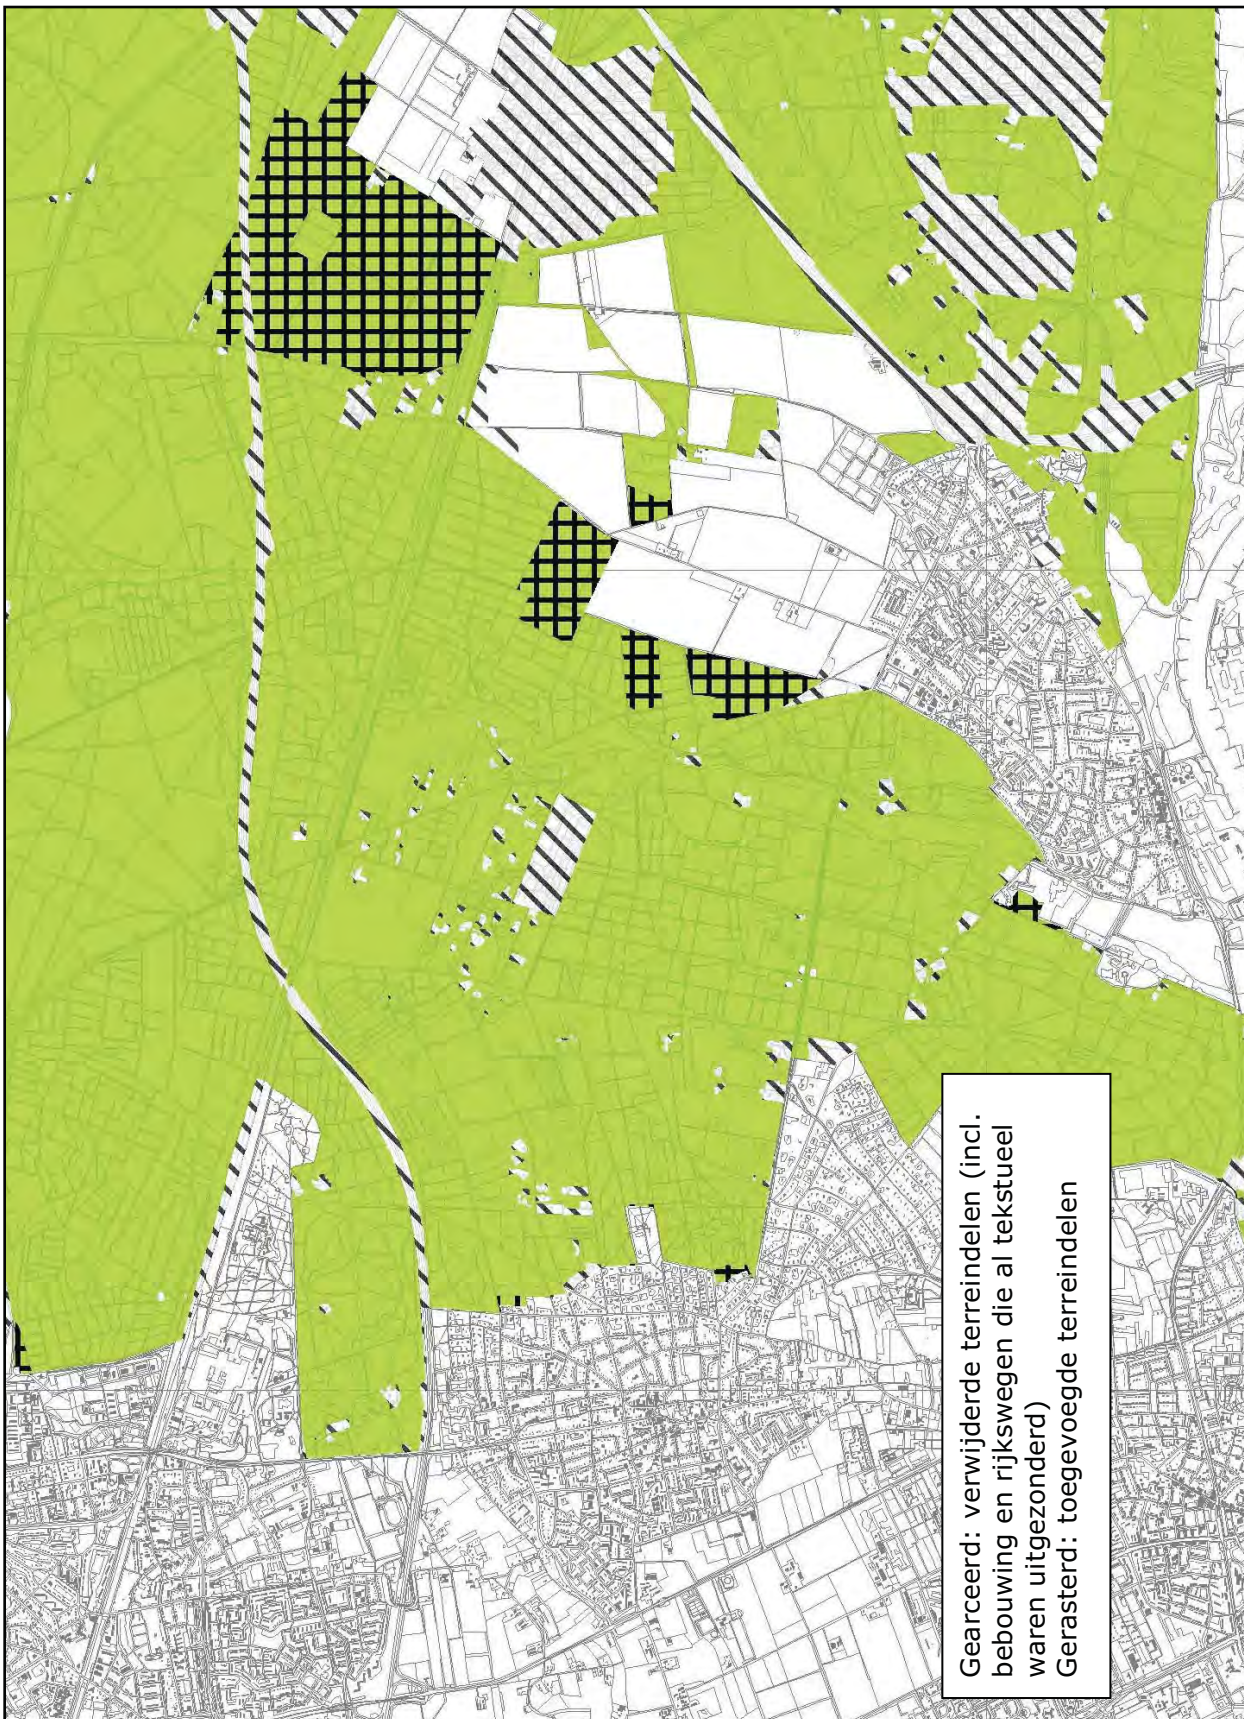 Gearceerd: verwijderde terreindelen (incl.
bebouwing en rijkswegen die al tekstueel
waren uitgezonderd)
Gerasterd: toegevoegde terreindelen